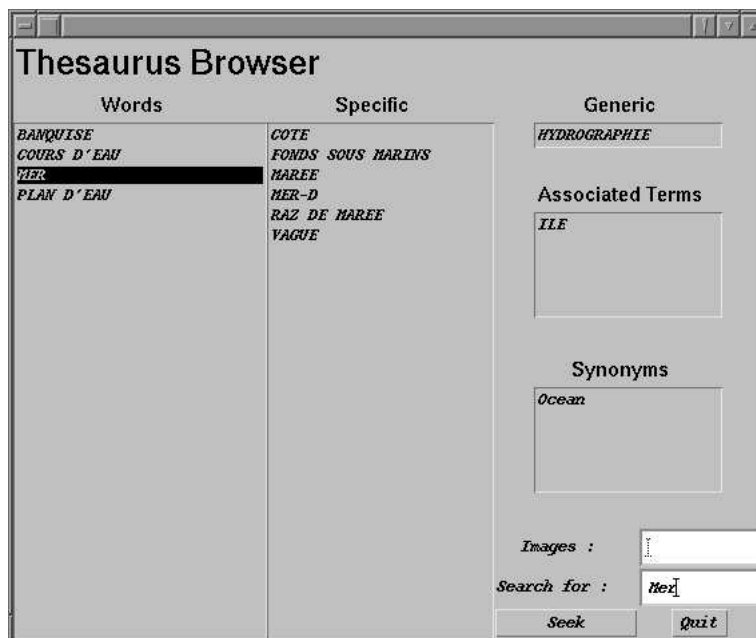 Thesaurus Browser
Words
BANQUISE
COURS D'EAU
MER
PLAN D'EAU
Specific
COTE
FONDS SOUS MARINS
MAREE
MER-D
RAZ DE MAREE
VAGUE
Generic
HYDROGRAPHIE
Associated Terms
ILE
Synonyms
Ocean
Images :
Search for : Mer
Seek Quit